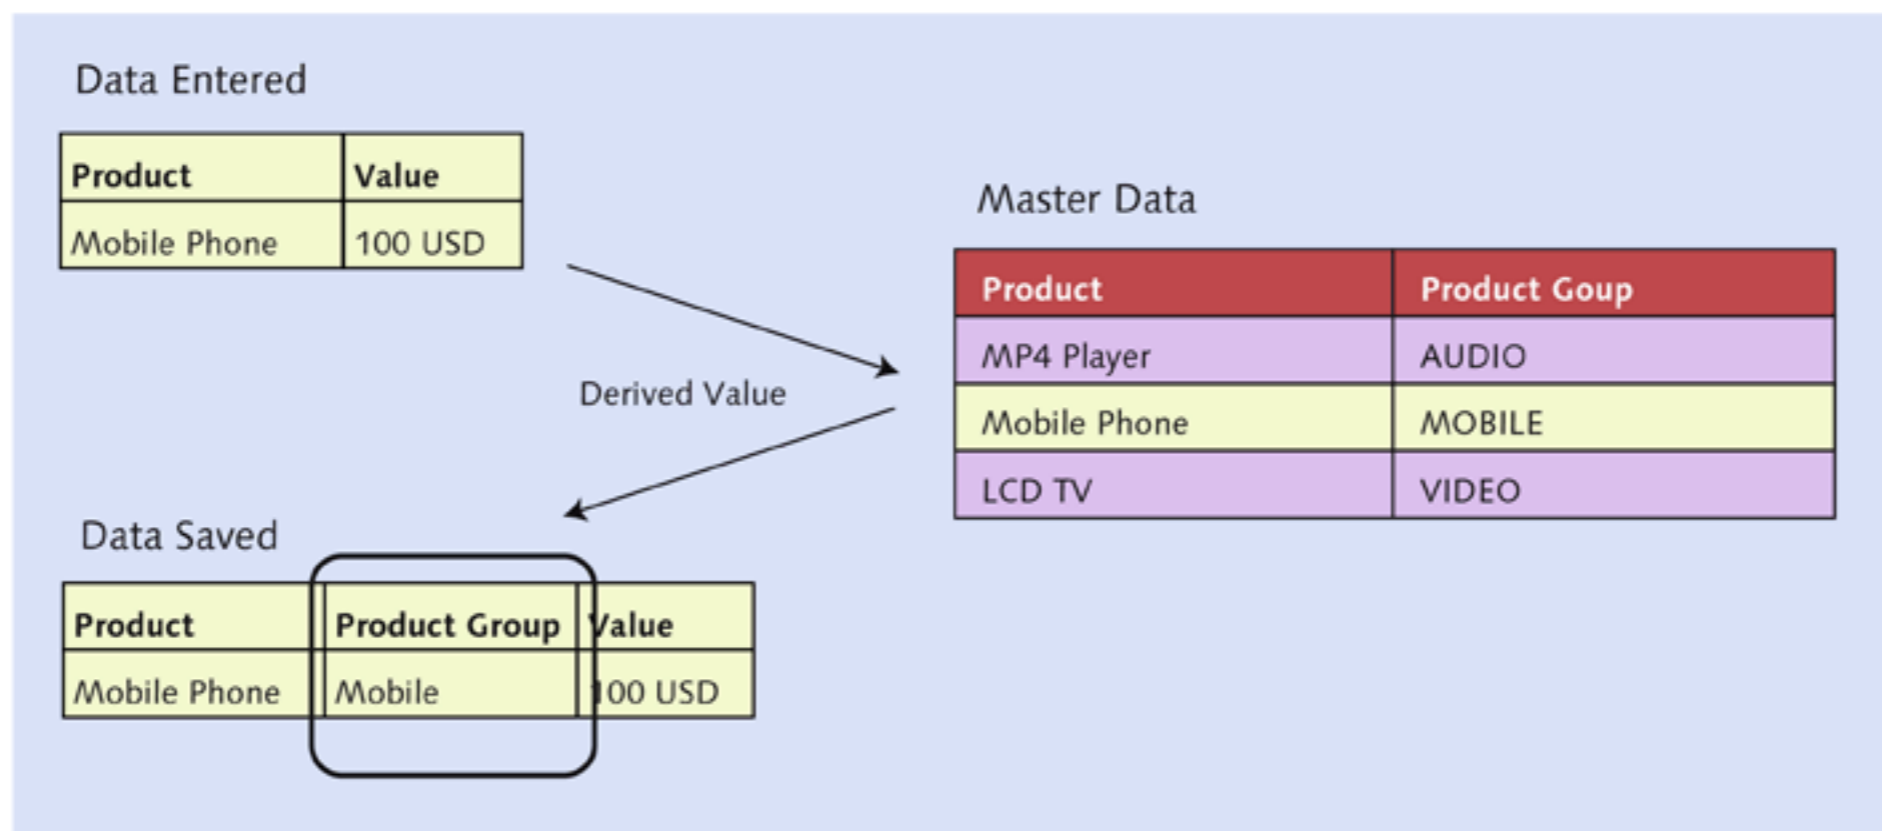 Data Entered
Product Value
Mobile Phone 100 USD
Master Data
Product Product Goup
MP4 Player AUDIO
Mobile Phone MOBILE
LCD TV VIDEO
Derived Value
Data Saved
Product Product Group Value
Mobile Phone Mobile 100 USD